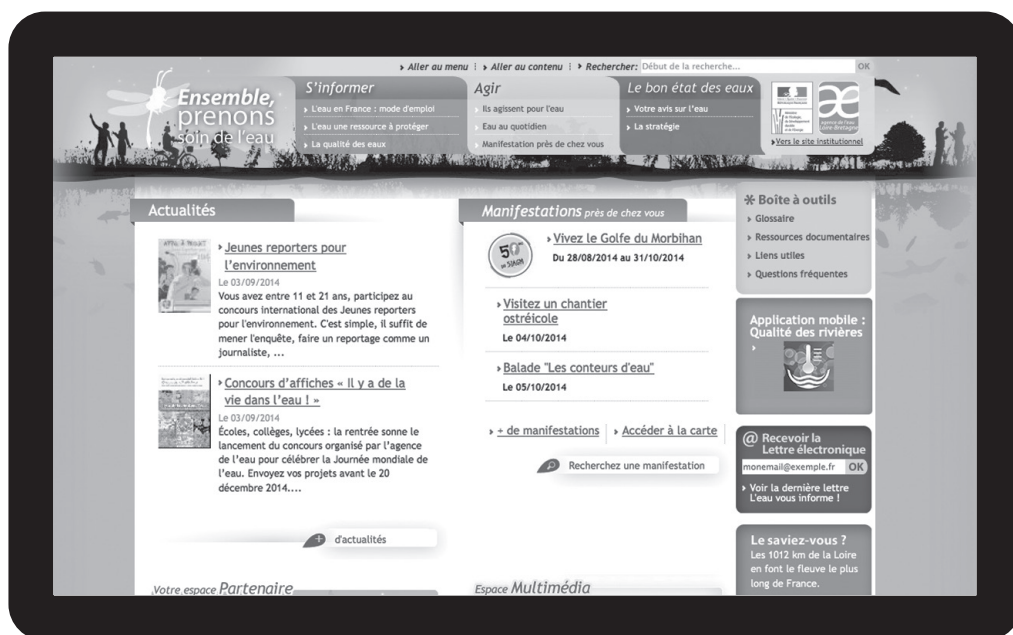 Aller au menu Aller au contenu Rechercher: Début de la recherche... OK
Ensemble,
prenons
soin de l'eau
S'informer
L'eau en France : mode d'emploi
L'eau une ressource à protéger
La qualité des eaux
Agir
Ils agissent pour l'eau
Eau au quotidien
Manifestation près de chez vous
Le bon état des eaux
Votre avis sur l'eau
La stratégie
agence de l'eau
Loire-Bretagne
Vers le site institutionnel
Actualités
Jeunes reporters pour
l'environnement
Le 03/09/2014
Vous avez entre 11 et 21 ans, participez au
concours international des Jeunes reporters
pour l'environnement. C'est simple, il suffit de
mener l'enquête, faire un reportage comme un
journaliste, ...
Concours d'affiches « Il y a de la
vie dans l'eau ! »
Le 03/09/2014
Écoles, collèges, lycées : la rentrée sonne le
lancement du concours organisé par l'agence
de l'eau pour célébrer la Journée mondiale de
l'eau. Envoyez vos projets avant le 20
décembre 2014....
+ d'actualités
Manifestations près de chez vous
50
Vivez le Golfe du Morbihan
Du 28/08/2014 au 31/10/2014
Visitez un chantier
ostréicole
Le 04/10/2014
Balade "Les conteurs d'eau"
Le 05/10/2014
+ de manifestations Accéder à la carte
Recherchez une manifestation
Boîte à outils
Glossaire
Ressources documentaires
Liens utiles
Questions fréquentes
Application mobile :
Qualité des rivières
@ Recevoir la
Lettre électronique
monemail@exemple.fr OK
Voir la dernière lettre
L'eau vous informe !
Le saviez-vous ?
Les 1012 km de la Loire
en font le fleuve le plus
long de France.
Votre espace Partenaire
Espace Multimédia